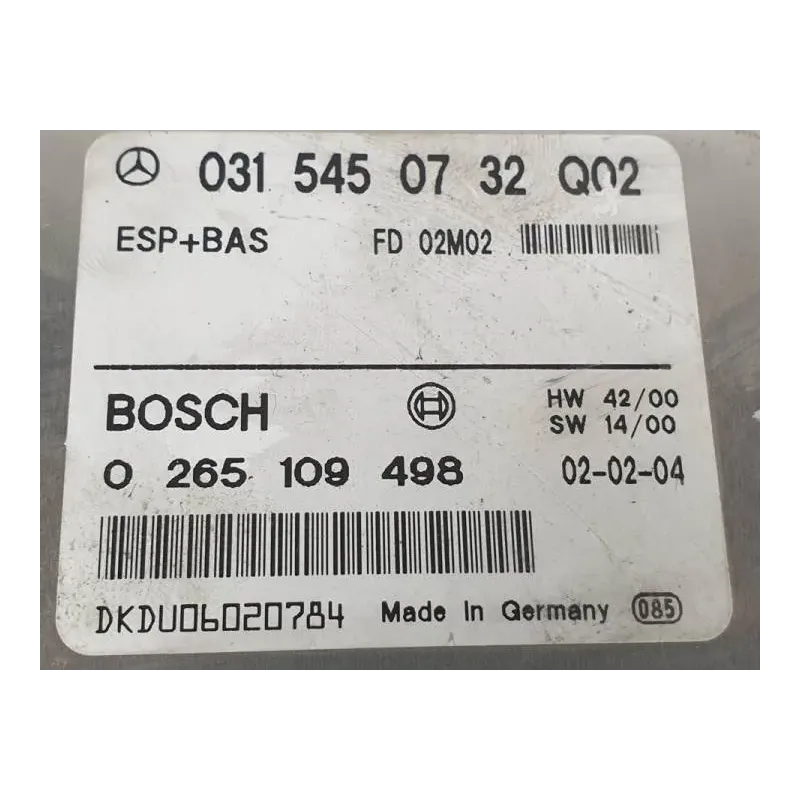 031 545 07 32 Q02
ESP+BAS FD 02M02
BOSCH HW 42/00
SW 14/00
0 265 109 498 02-02-04
DKDU06020784 Made In Germany 085